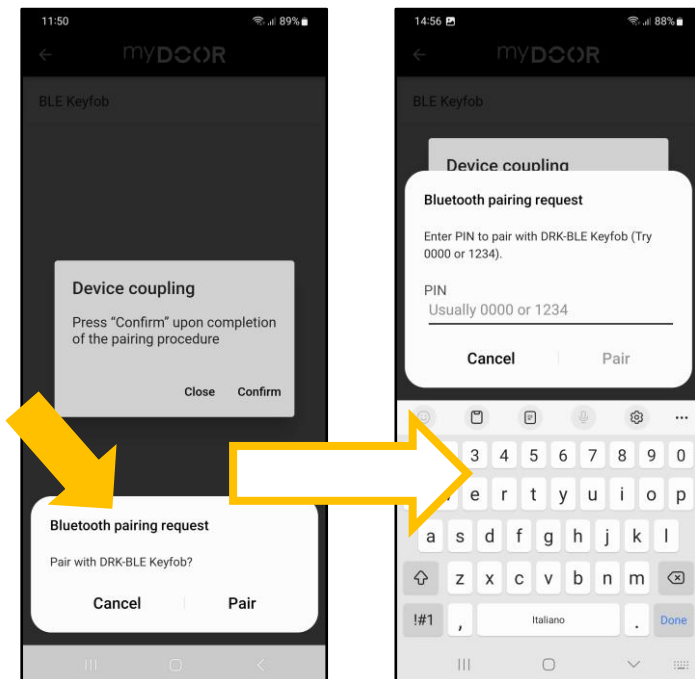 11:50
89%
myDOOR
BLE Keyfob
Device coupling
Press “Confirm” upon completion
of the pairing procedure
Close Confirm
Bluetooth pairing request
Pair with DRK-BLE Keyfob?
Cancel Pair
14:56
88%
myDOOR
BLE Keyfob
Device coupling
Bluetooth pairing request
Enter PIN to pair with DRK-BLE Keyfob (Try
0000 or 1234).
PIN
Usually 0000 or 1234
Cancel Pair
3 4 5 6 7 8 9 0
e r t y u i o p
a s d f g h j k l
z x c v b n m
!#1 , Italiano . Done